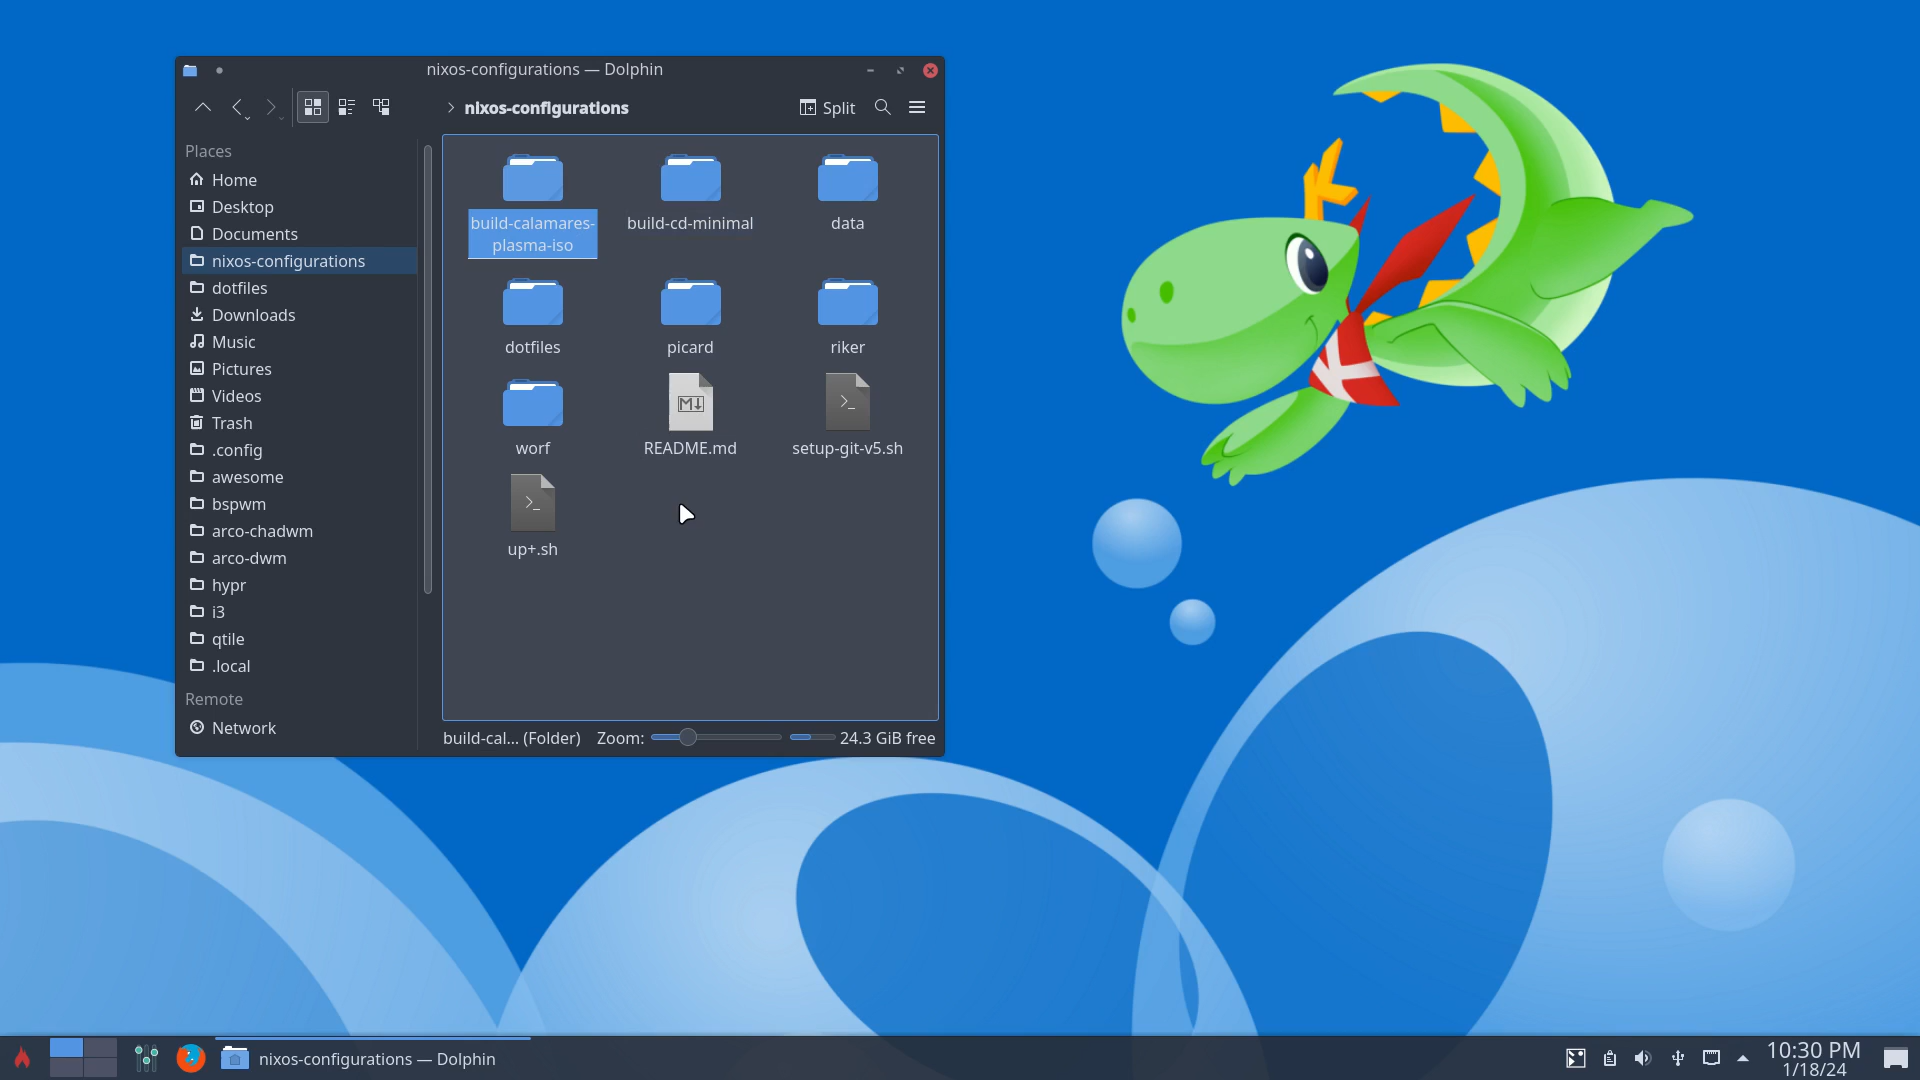 nixos-configurations — Dolphin
nixos-configurations
Split
Places
Home
Desktop
Documents
nixos-configurations
dotfiles
Downloads
Music
Pictures
Videos
Trash
.config
awesome
bspwm
arco-chadwm
arco-dwm
hypr
i3
qtile
.local
Remote
Network
build-calamares-
plasma-iso
build-cd-minimal
data
dotfiles
picard
riker
worf
README.md
setup-git-v5.sh
up+.sh
build-cal... (Folder)
Zoom:
24.3 GiB free
nixos-configurations — Dolphin
10:30 PM
1/18/24